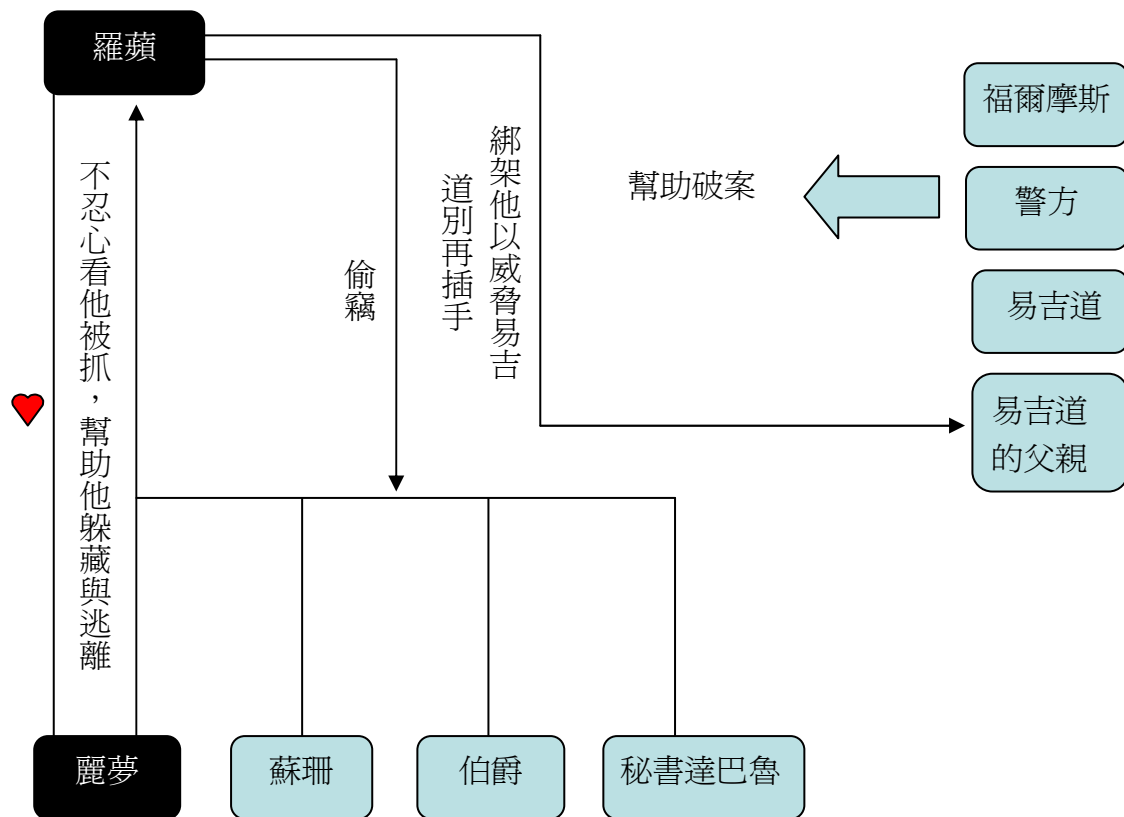 羅蘋
福爾摩斯
警方
易吉道
易吉道
的父親
幫助破案
綁架他以威脅易吉
道別再插手
偷竊
不忍心看他被抓，幫助他躲藏與逃離
麗夢
蘇珊
伯爵
秘書達巴魯